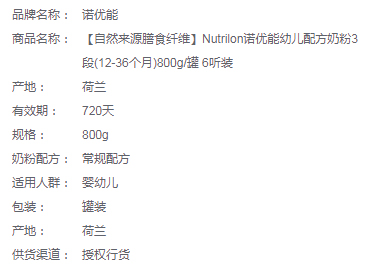 品牌名称： 诺优能
商品名称： 【自然来源膳食纤维】Nutrilon诺优能幼儿配方奶粉3
段(12-36个月)800g/罐 6听装
产地： 荷兰
有效期： 720天
规格： 800g
奶粉配方： 常规配方
适用人群： 婴幼儿
包装： 罐装
产地： 荷兰
供货渠道： 授权行货